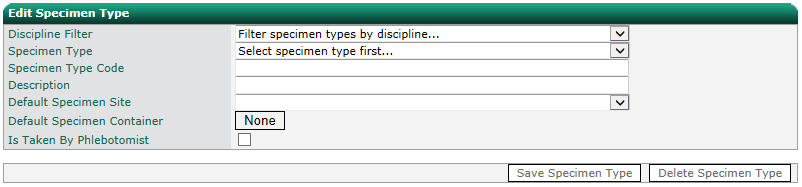 Edit Specimen Type
Discipline Filter Filter specimen types by discipline...
Specimen Type Select specimen type first...
Specimen Type Code
Description
Default Specimen Site
Default Specimen Container None
Is Taken By Phlebotomist
Save Specimen Type Delete Specimen Type